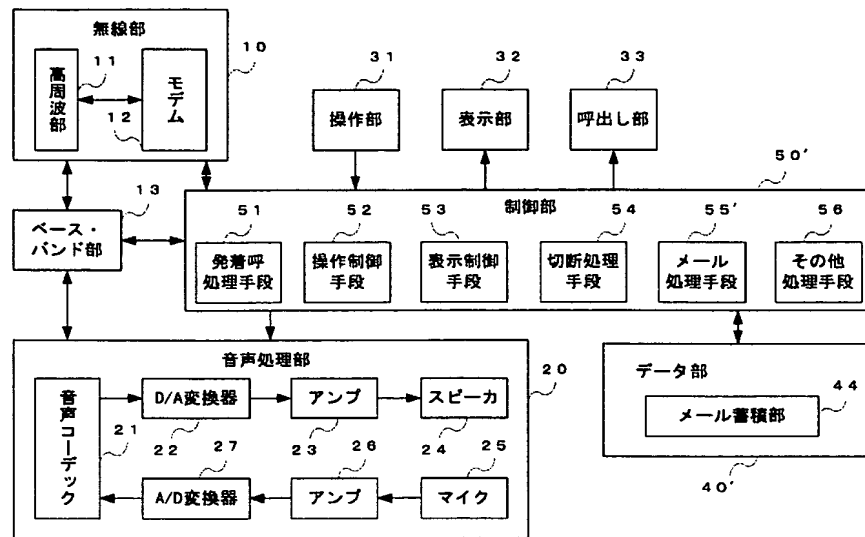 無線部
10
高周波部
11
モデム
12
31
操作部
32
表示部
33
呼出し部
13
ベース・
バンド部
50'
制御部
51
発着呼
処理手段
52
操作制御
手段
53
表示制御
手段
54
切断処理
手段
55'
メール
処理手段
56
その他
処理手段
音声処理部
20
音声コーデック
21
D/A変換器
22
アンプ
23
スピーカ
24
27
A/D変換器
26
アンプ
25
マイク
データ部
44
メール蓄積部
40'